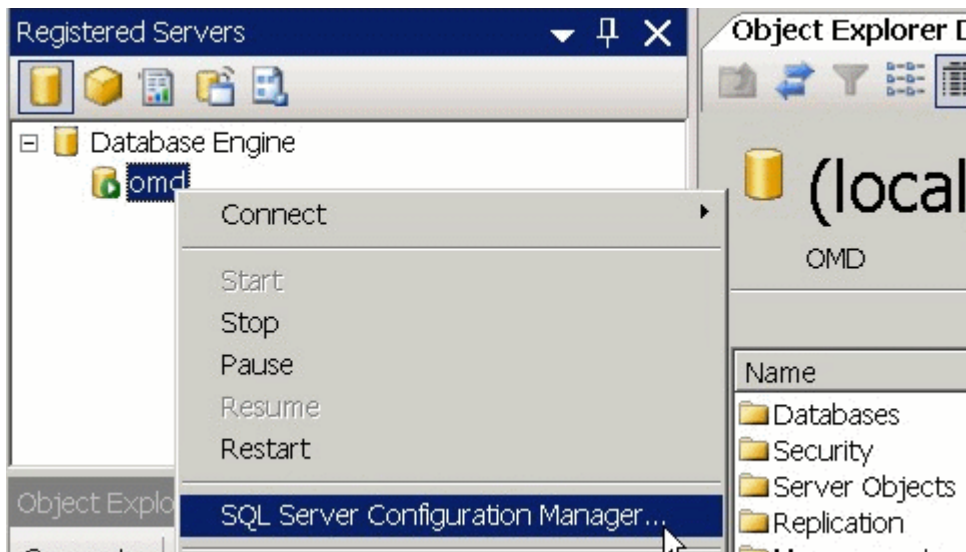 Registered Servers
Database Engine
omd
Connect
Start
Stop
Pause
Resume
Restart
SQL Server Configuration Manager...
Object Explo
Object Explorer D
(local
OMD
Name
Databases
Security
Server Objects
Replication